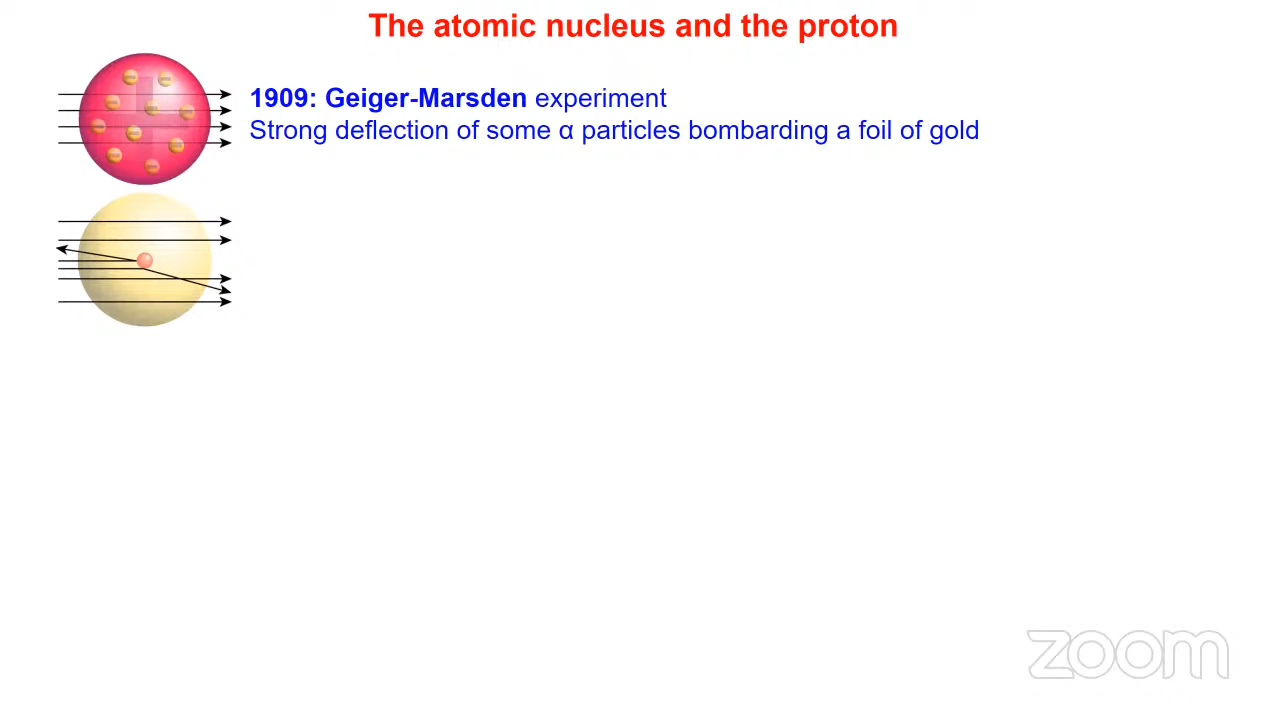 The atomic nucleus and the proton
1909: Geiger-Marsden experiment
Strong deflection of some α particles bombarding a foil of gold
zoom